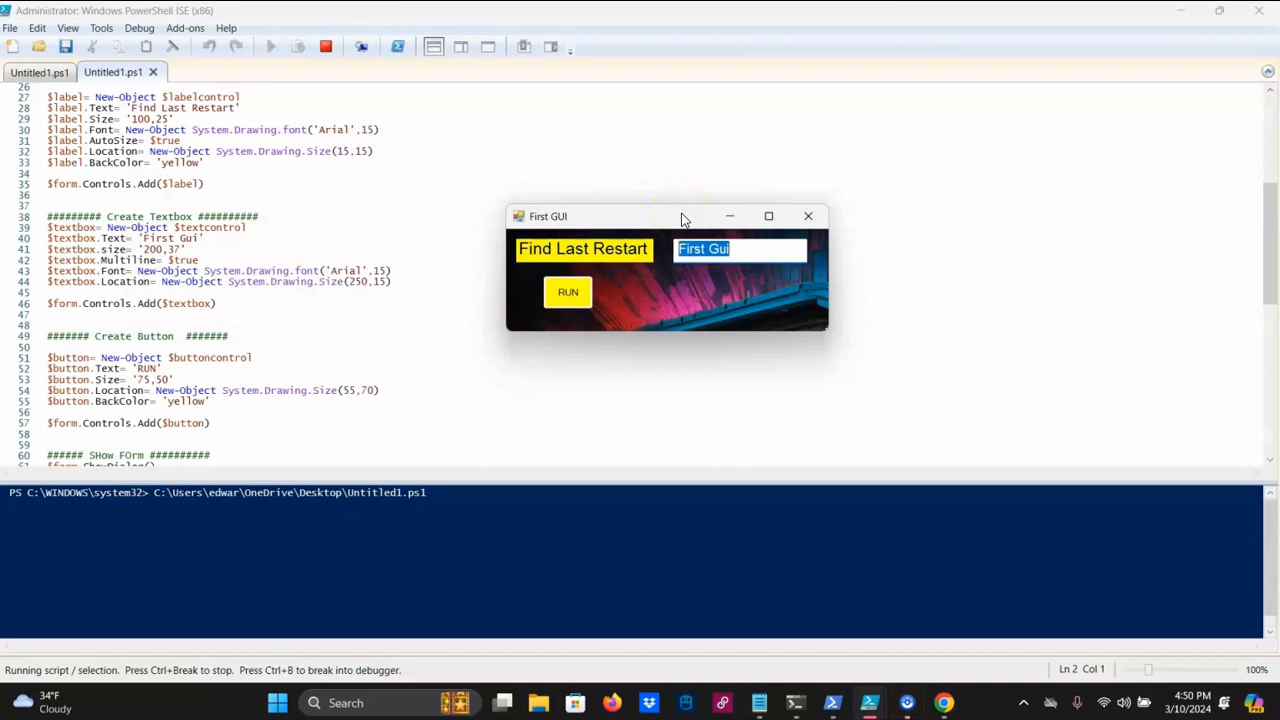 Administrator: Windows PowerShell ISE (x86)
File Edit View Tools Debug Add-ons Help
Untitled1.ps1 Untitled1.ps1
26
27 $label= New-Object $labelcontrol
28 $label.Text= 'Find Last Restart'
29 $label.Size= '100,25'
30 $label.Font= New-Object System.Drawing.font('Arial',15)
31 $label.AutoSize= $true
32 $label.Location= New-Object System.Drawing.Size(15,15)
33 $label.BackColor= 'yellow'
34
35 $form.Controls.Add($label)
36
37
38 ######### Create Textbox ##########
39 $textbox= New-Object $textcontrol
40 $textbox.Text= 'First Gui'
41 $textbox.size= '200,37'
42 $textbox.Multiline= $true
43 $textbox.Font= New-Object System.Drawing.font('Arial',15)
44 $textbox.Location= New-Object System.Drawing.Size(250,15)
45
46 $form.Controls.Add($textbox)
47
48
49 ####### Create Button #######
50
51 $button= New-Object $buttoncontrol
52 $button.Text= 'RUN'
53 $button.Size= '75,50'
54 $button.Location= New-Object System.Drawing.Size(55,70)
55 $button.BackColor= 'yellow'
56
57 $form.Controls.Add($button)
58
59
60 ###### SHow FOrm ##########
61 $form.ShowDialog()
First GUI
Find Last Restart First Gui
RUN
PS C:\WINDOWS\system32> C:\Users\edwar\OneDrive\Desktop\Untitled1.ps1
Running script / selection. Press Ctrl+Break to stop. Press Ctrl+B to break into debugger.
Ln 2 Col 1
100%
34°F
Cloudy
Search
4:50 PM
3/10/2024
PRE